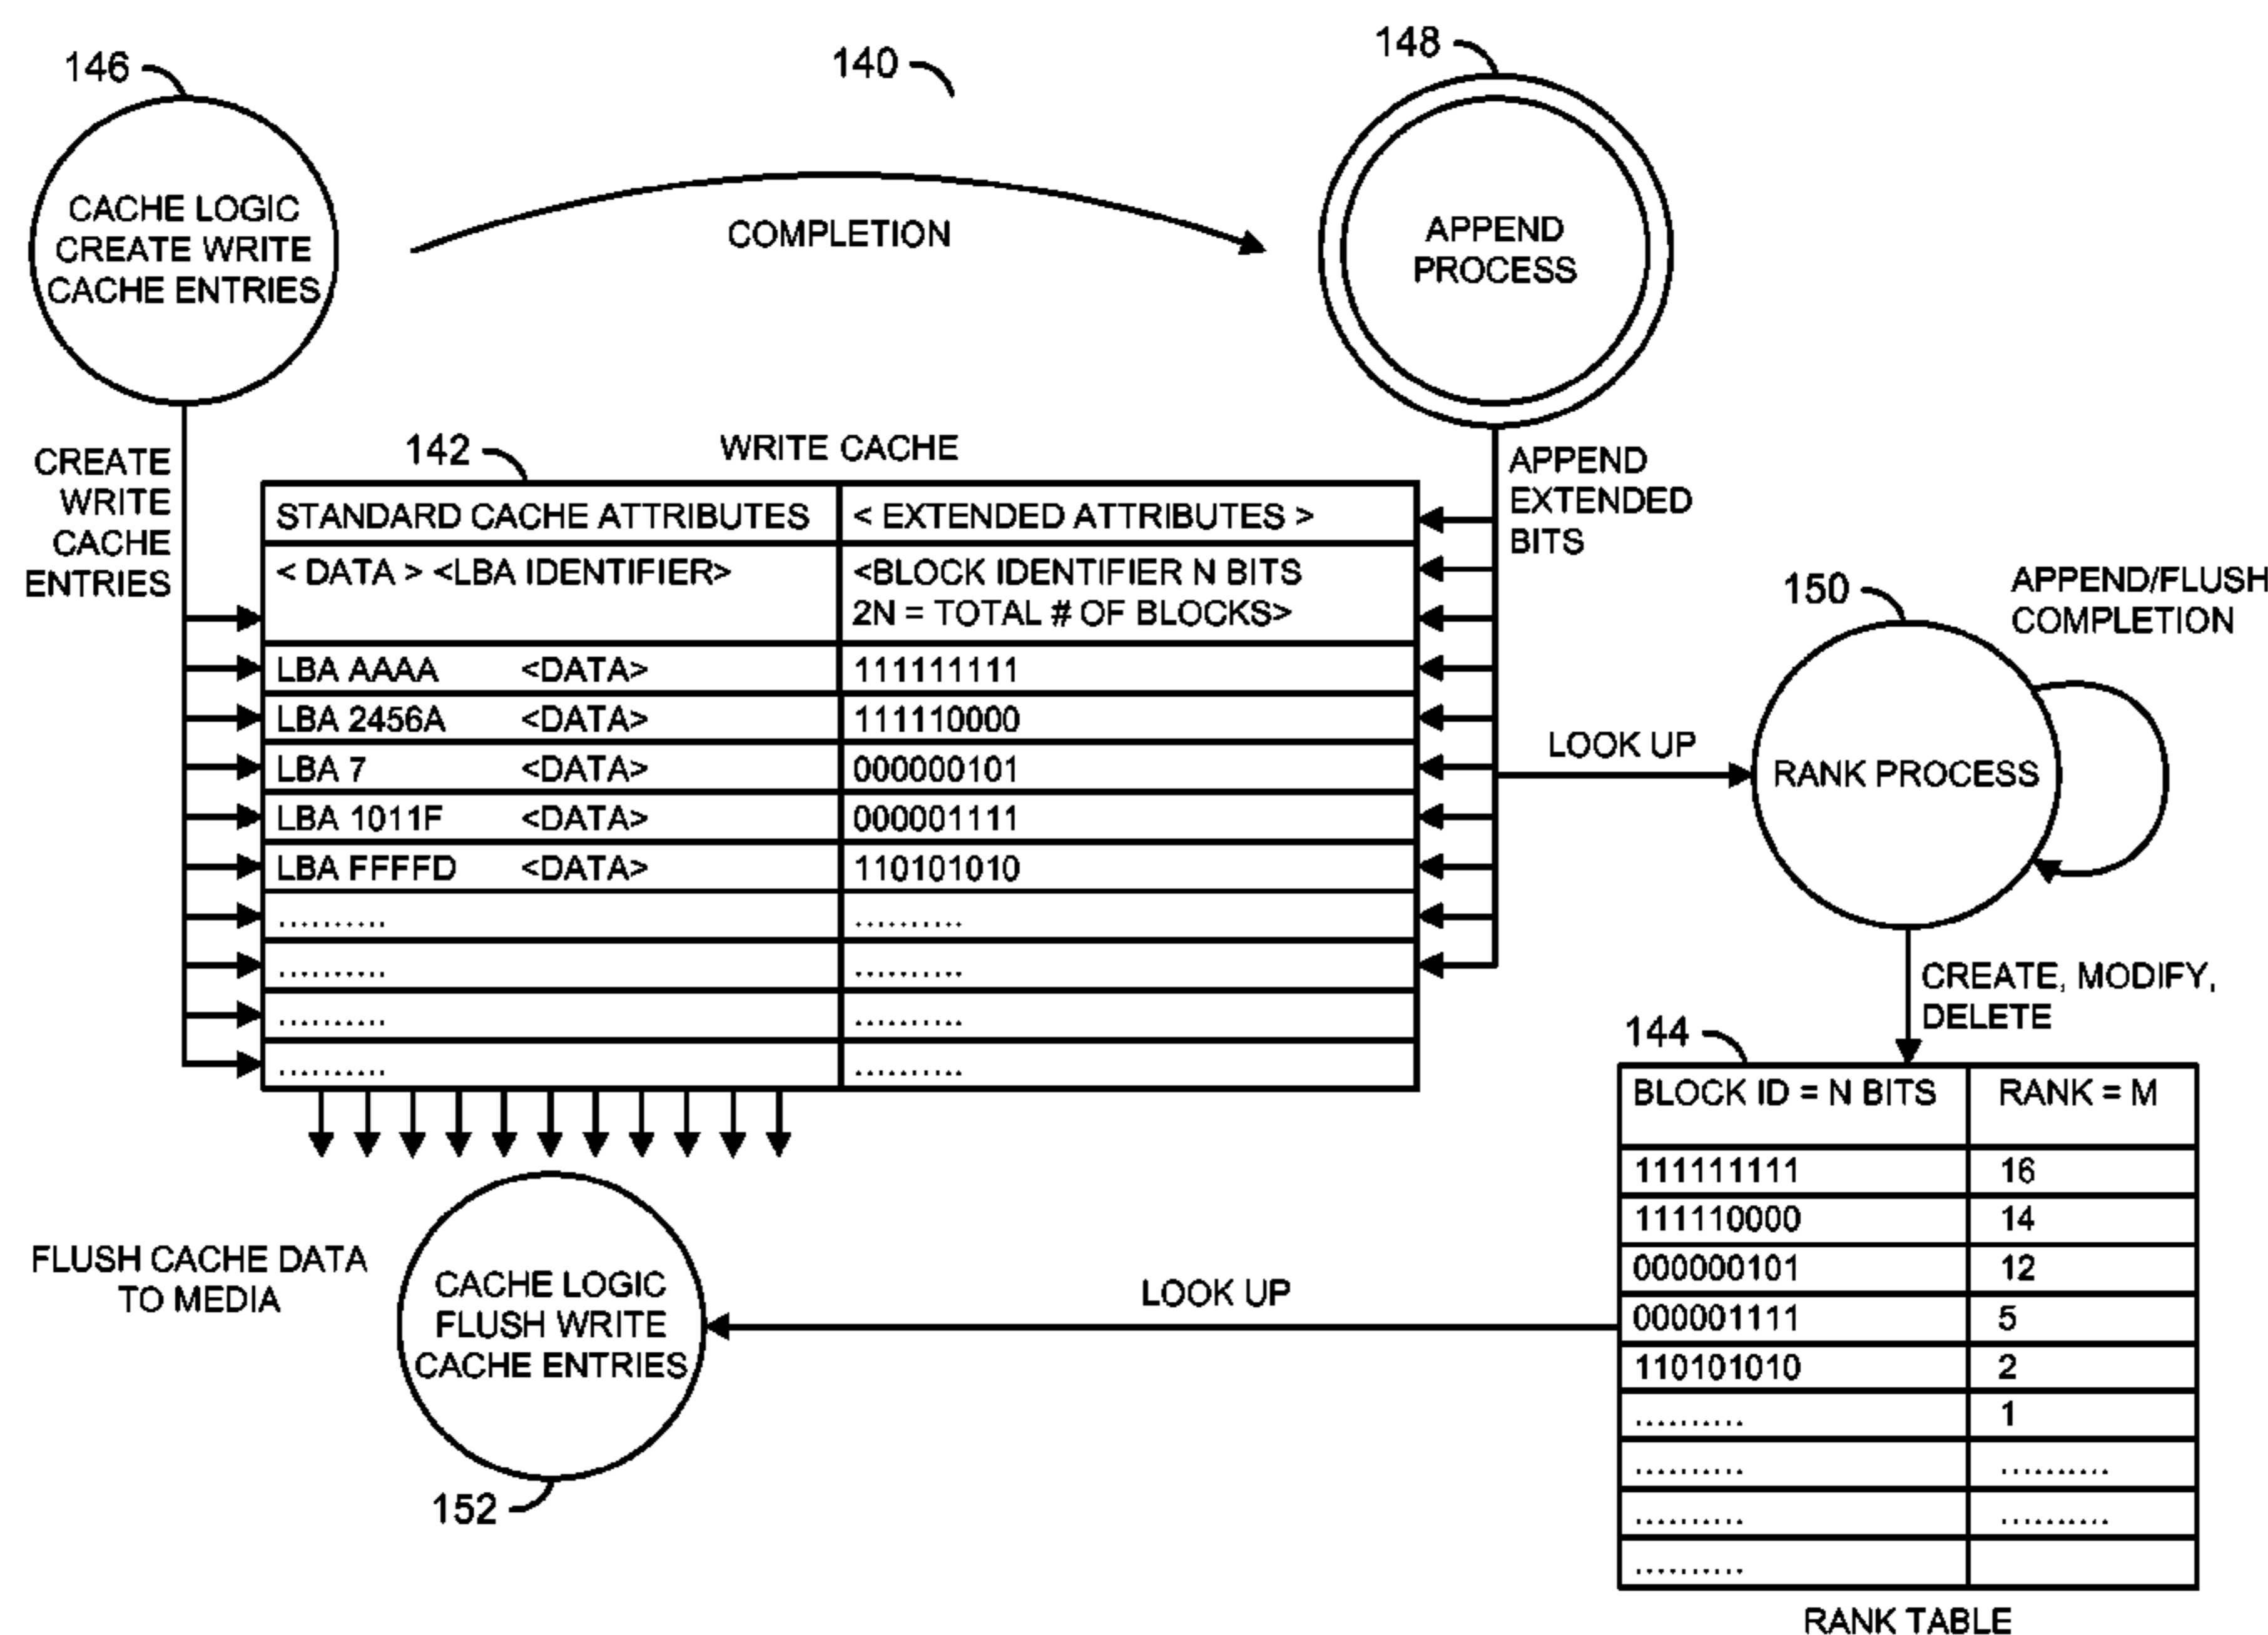 146
140
148
CACHE LOGIC
CREATE WRITE
CACHE ENTRIES
COMPLETION
APPEND
PROCESS
CREATE
WRITE
CACHE
ENTRIES
142
WRITE CACHE
APPEND
EXTENDED
BITS
STANDARD CACHE ATTRIBUTES < EXTENDED ATTRIBUTES >
< DATA > <LBA IDENTIFIER> <BLOCK IDENTIFIER N BITS
2N = TOTAL # OF BLOCKS>
LBA AAAA <DATA> 111111111
LBA 2456A <DATA> 111110000
LBA 7 <DATA> 000000101
LBA 1011F <DATA> 000001111
LBA FFFFD <DATA> 110101010
.......... ..........
.......... ..........
.......... ..........
.......... ..........
LOOK UP
150
RANK PROCESS
APPEND/FLUSH
COMPLETION
CREATE, MODIFY,
DELETE
144
BLOCK ID = N BITS RANK = M
111111111 16
111110000 14
000000101 12
000001111 5
110101010 2
.......... 1
.......... ..........
.......... ..........
..........
RANK TABLE
FLUSH CACHE DATA
TO MEDIA
CACHE LOGIC
FLUSH WRITE
CACHE ENTRIES
LOOK UP
152